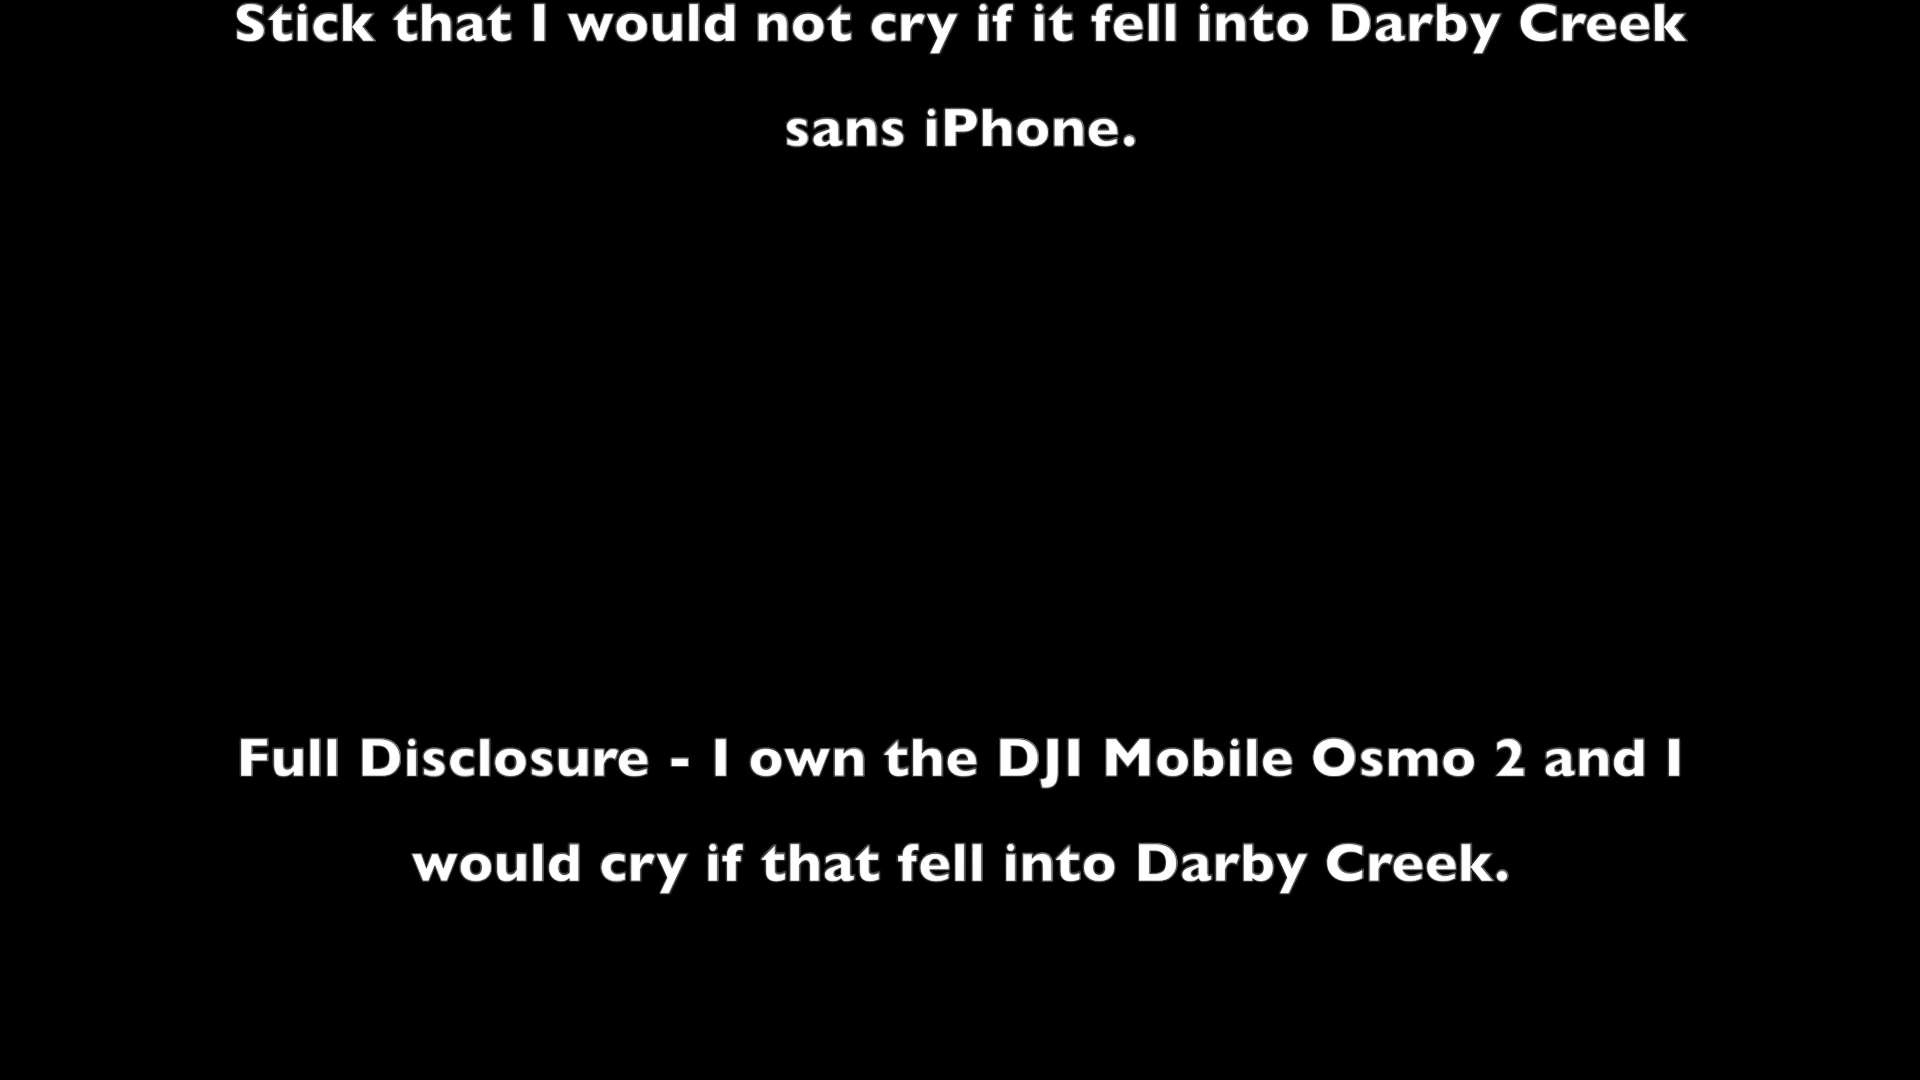 Stick that I would not cry if it fell into Darby Creek
sans iPhone.
Full Disclosure - I own the DJI Mobile Osmo 2 and I
would cry if that fell into Darby Creek.